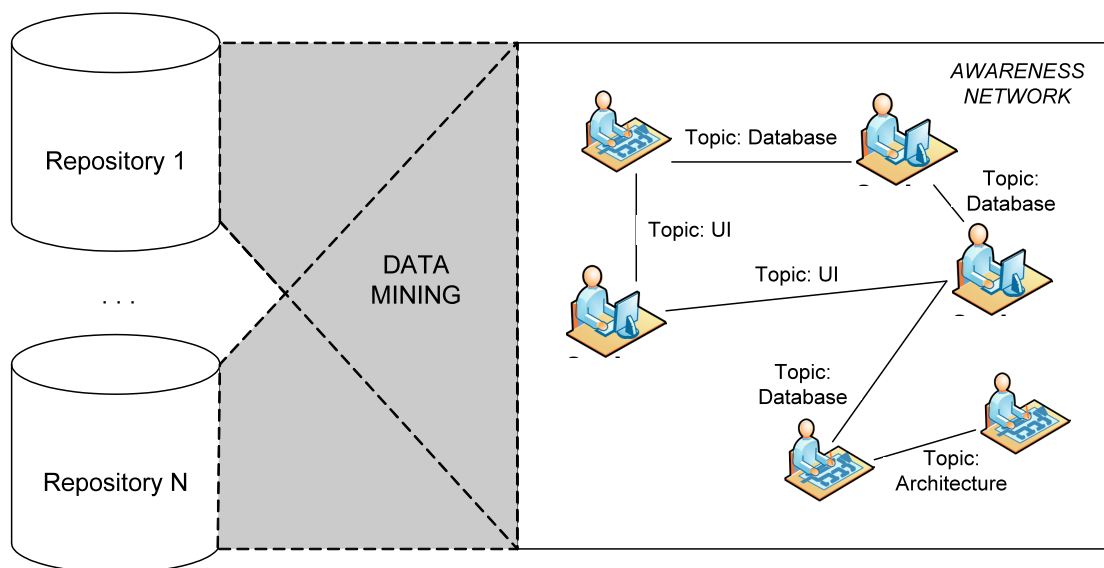 Repository 1
. . .
Repository N
DATA
MINING
AWARENESS
NETWORK
Topic: Database
Topic:
Database
Topic: UI
Topic: UI
Topic:
Database
Topic:
Architecture